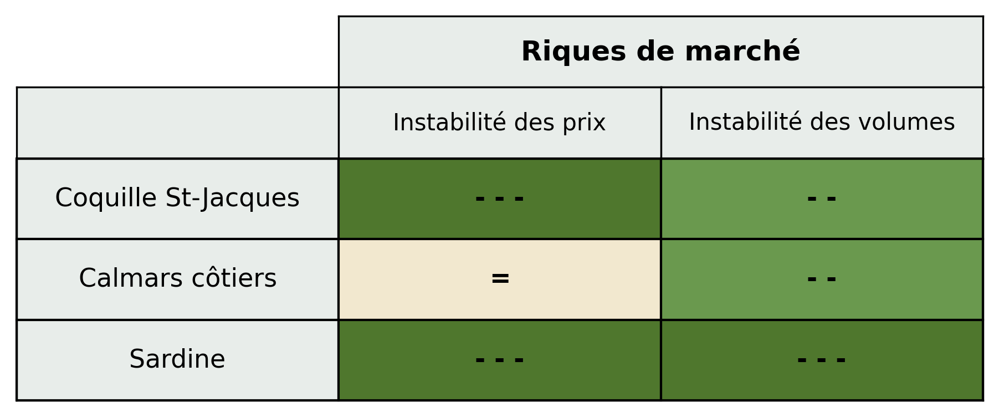 Riques de marché
Instabilité des prix Instabilité des volumes
Coquille St-Jacques - - - - -
Calmars côtiers = - -
Sardine - - - - - -